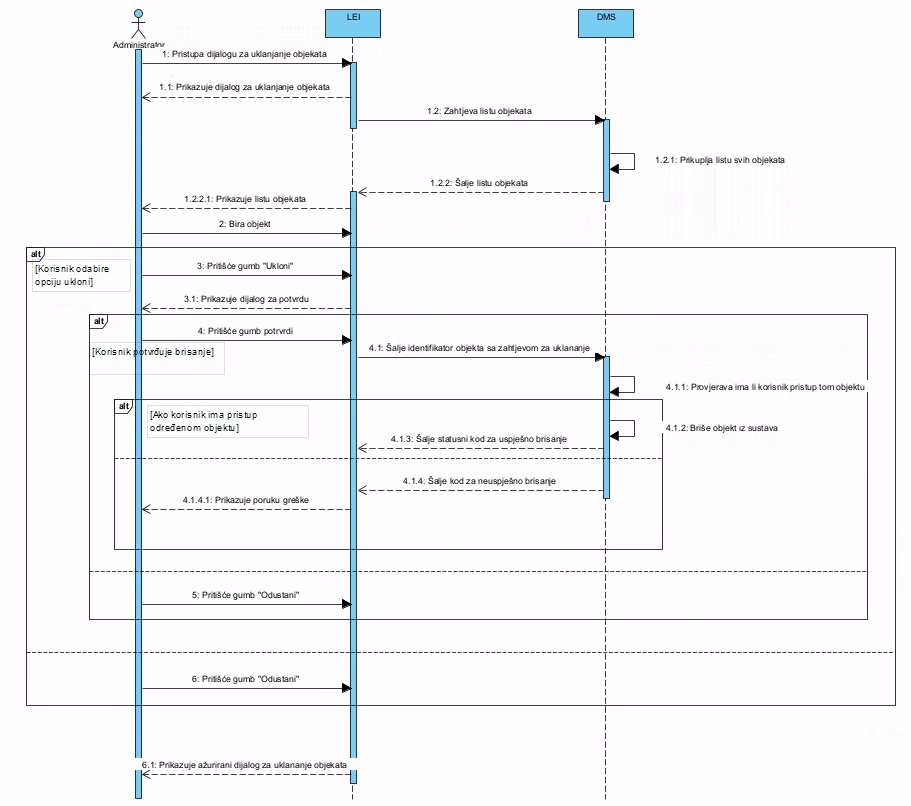 LEI
DMS
Administrator
1: Pristupa dijalogu za uklanjanje objekata
1.1: Prikazuje dijalog za uklanjanje objekata
1.2: Zahtjeva listu objekata
1.2.1: Prikuplja listu svih objekata
1.2.2: Šalje listu objekata
1.2.2.1: Prikazuje listu objekata
2: Bira objekt
alt
[Korisnik odabire
opciju ukloni]
3: Pritišće gumb "Ukloni"
3.1: Prikazuje dijalog za potvrdu
alt
4: Pritišće gumb potvrdi
[Korisnik potvrđuje brisanje]
4.1: Šalje identifikator objekta sa zahtjevom za uklananje
4.1.1: Provjerava ima li korisnik pristup tom objektu
alt
[Ako korisnik ima pristup
određenom objektu]
4.1.2: Briše objekt iz sustava
4.1.3: Šalje statusni kod za uspješno brisanje
4.1.4: Šalje kod za neuspješno brisanje
4.1.4.1: Prikazuje poruku greške
5: Pritišće gumb "Odustani"
6: Pritišće gumb "Odustani"
6.1: Prikazuje ažurirani dijalog za uklananje objekata